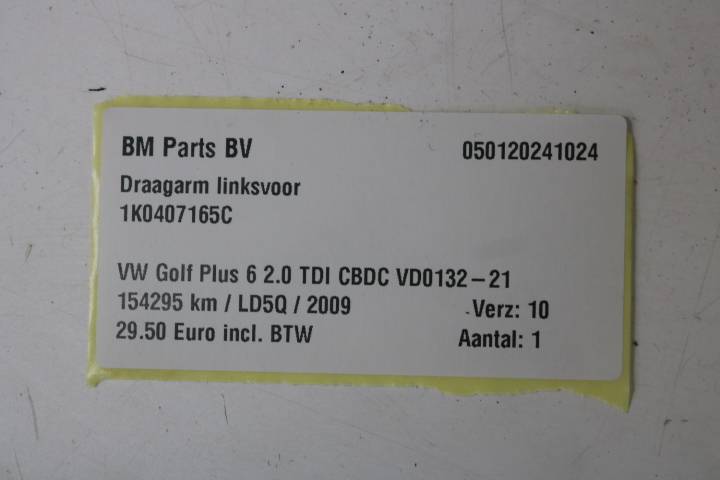 BM Parts BV 050120241024
Draagarm linksvoor
1K0407165C
VW Golf Plus 6 2.0 TDI CBDC VD0132-21
154295 km / LD5Q / 2009 Verz: 10
29.50 Euro incl. BTW Aantal: 1